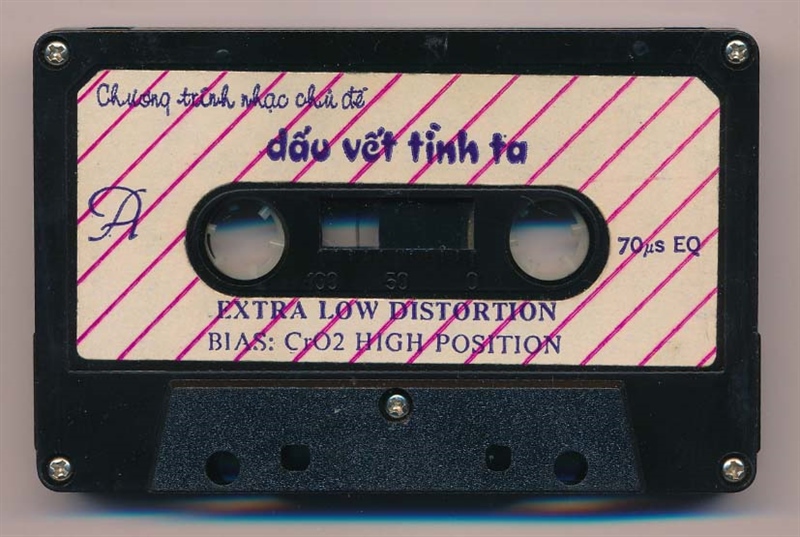 Chương trình nhạc chủ đề
dấu vết tình ta
A
100 50 0
70μs EQ
EXTRA LOW DISTORTION
BIAS: CrO2 HIGH POSITION